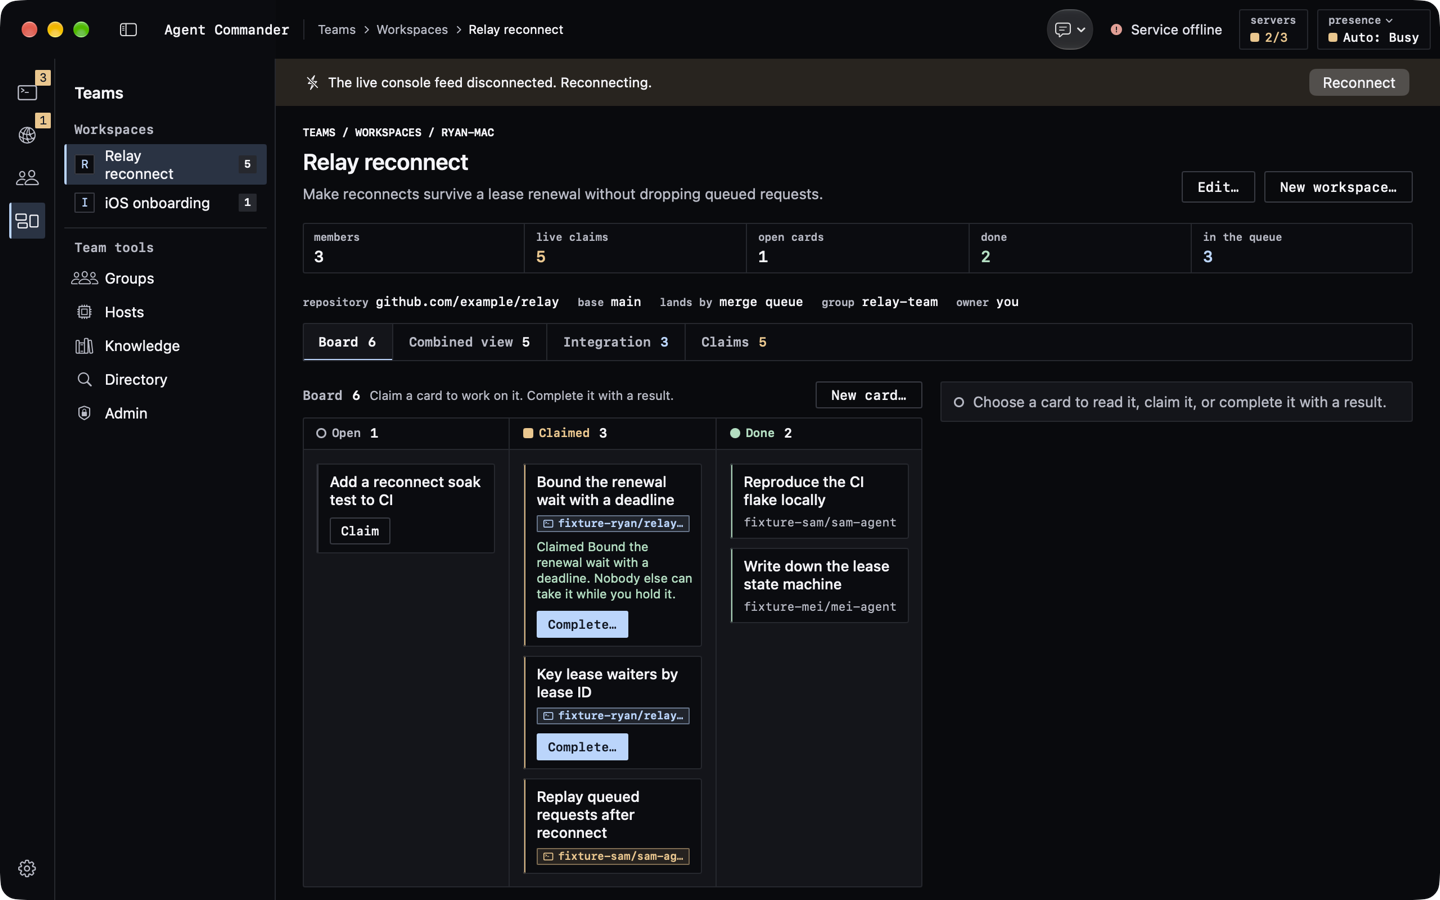 Agent Commander
Teams > Workspaces > Relay reconnect
Service offline
servers
2/3
presence
Auto: Busy
3
1
Teams
Workspaces
R
Relay
reconnect
5
I
iOS onboarding
1
Team tools
Groups
Hosts
Knowledge
Directory
Admin
The live console feed disconnected. Reconnecting.
Reconnect
TEAMS / WORKSPACES / RYAN-MAC
Relay reconnect
Make reconnects survive a lease renewal without dropping queued requests.
Edit…
New workspace…
members
3
live claims
5
open cards
1
done
2
in the queue
3
repository github.com/example/relay base main lands by merge queue group relay-team owner you
Board 6
Combined view 5
Integration 3
Claims 5
Board 6 Claim a card to work on it. Complete it with a result.
New card…
Choose a card to read it, claim it, or complete it with a result.
Open 1
Add a reconnect soak
test to CI
Claim
Claimed 3
Bound the renewal
wait with a deadline
fixture-ryan/relay…
Claimed Bound the
renewal wait with a
deadline. Nobody else can
take it while you hold it.
Complete…
Key lease waiters by
lease ID
fixture-ryan/relay…
Complete…
Replay queued
requests after
reconnect
fixture-sam/sam-ag…
Done 2
Reproduce the CI
flake locally
fixture-sam/sam-agent
Write down the lease
state machine
fixture-mei/mei-agent